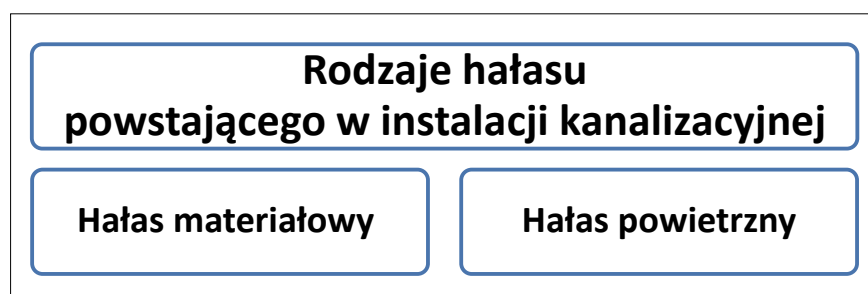 Rodzaje hałasu
powstającego w instalacji kanalizacyjnej
Hałas materiałowy
Hałas powietrzny